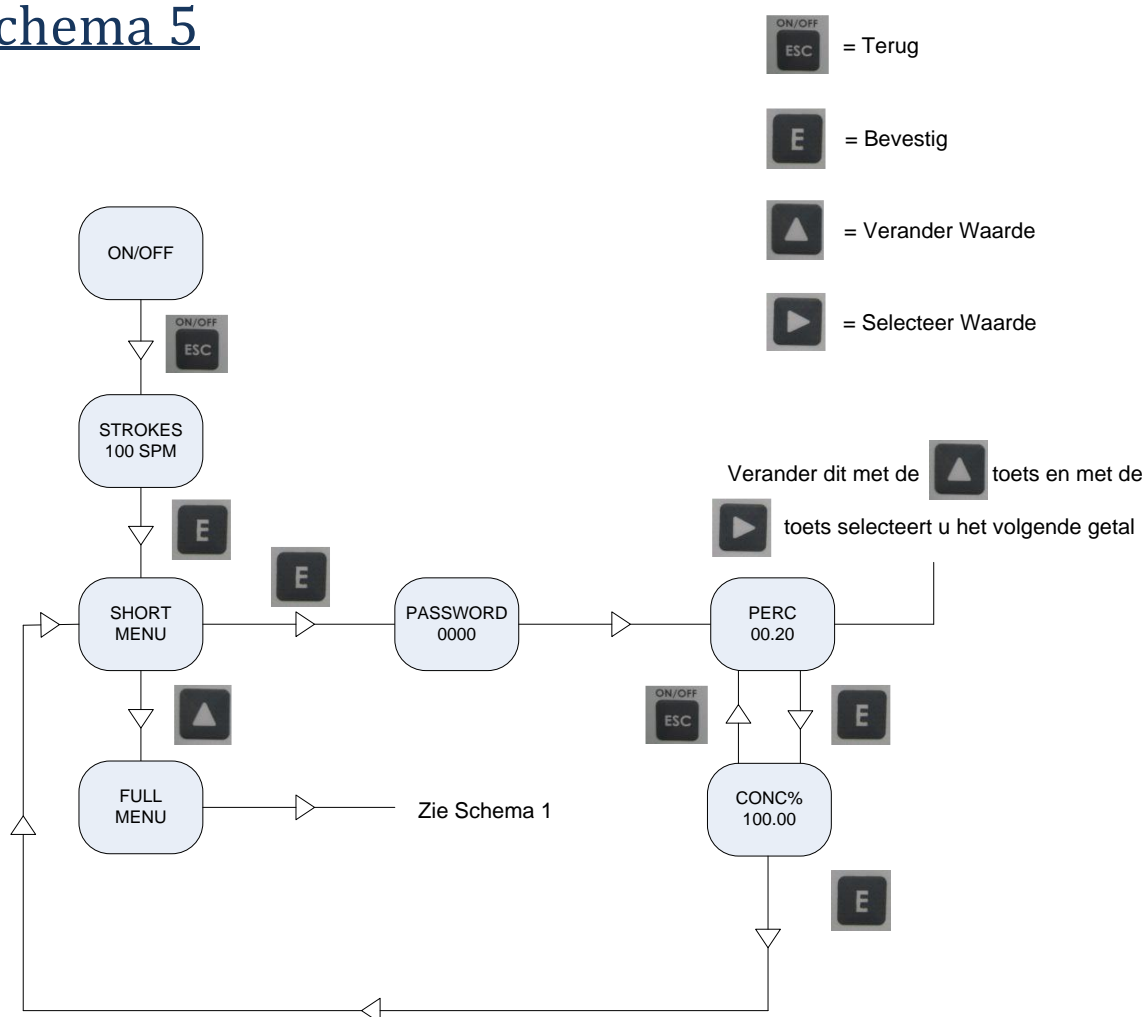 chema 5
ON/OFF
ESC
= Terug
E
= Bevestig
= Verander Waarde
= Selecteer Waarde
ON/OFF
ON/OFF
ESC
STROKES
100 SPM
E
Verander dit met de toets en met de
toets selecteert u het volgende getal
E
SHORT
MENU
PASSWORD
0000
PERC
00.20
ON/OFF
ESC
E
FULL
MENU
Zie Schema 1
CONC%
100.00
E